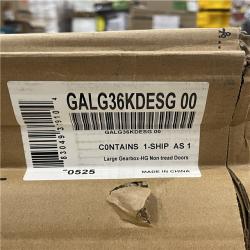 GALG36KDESG 00
GALG36KDESG 00
CONTAINS 1-SHIP AS 1
Large Gearbox-HG Non tread Doors
0525
MADE IN CHINA